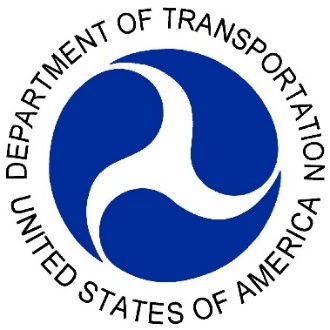 DEPARTMENT OF TRANSPORTATION
UNITED STATES OF AMERICA